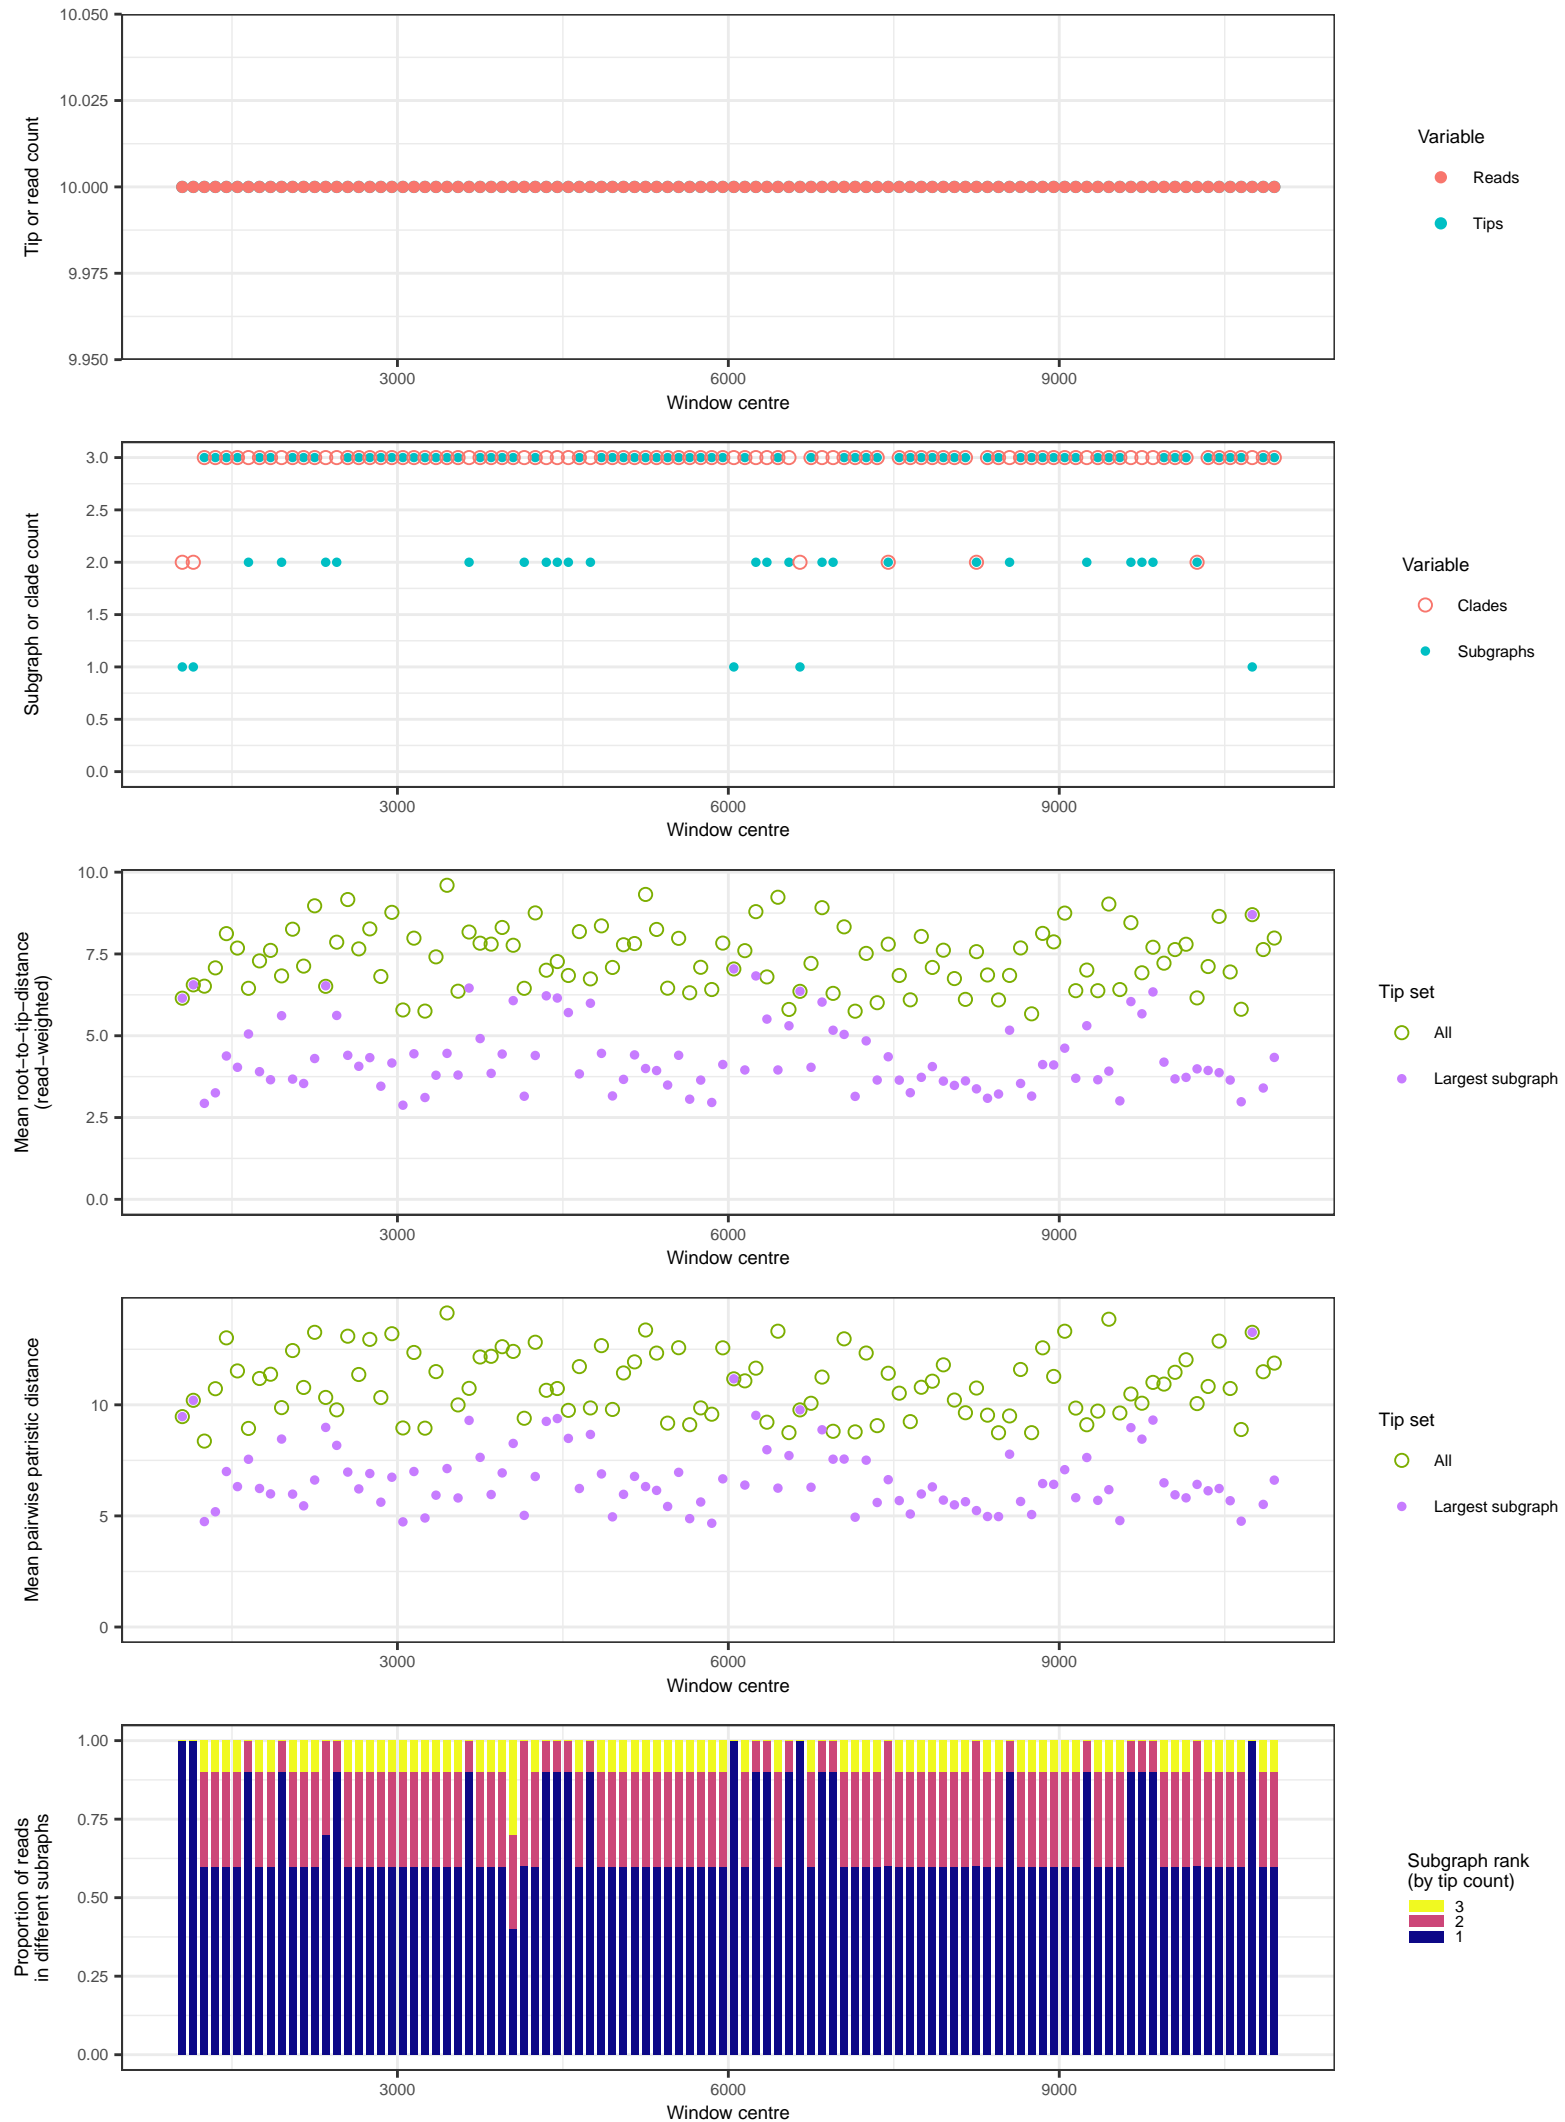 10.050
10.025
10.000
9.975
9.950
Tip or read count
3000
6000
9000
Window centre
Variable
Reads
Tips
3.0
2.5
2.0
1.5
1.0
0.5
0.0
Subgraph or clade count
3000
6000
9000
Window centre
Variable
Clades
Subgraphs
10.0
7.5
5.0
2.5
0.0
Mean root−to−tip−distance
(read−weighted)
3000
6000
9000
Window centre
Tip set
All
Largest subgraph
10
5
0
Mean pairwise patristic distance
3000
6000
9000
Window centre
Tip set
All
Largest subgraph
1.00
0.75
0.50
0.25
0.00
Proportion of reads
in different subraphs
3000
6000
9000
Window centre
Subgraph rank
(by tip count)
3
2
1